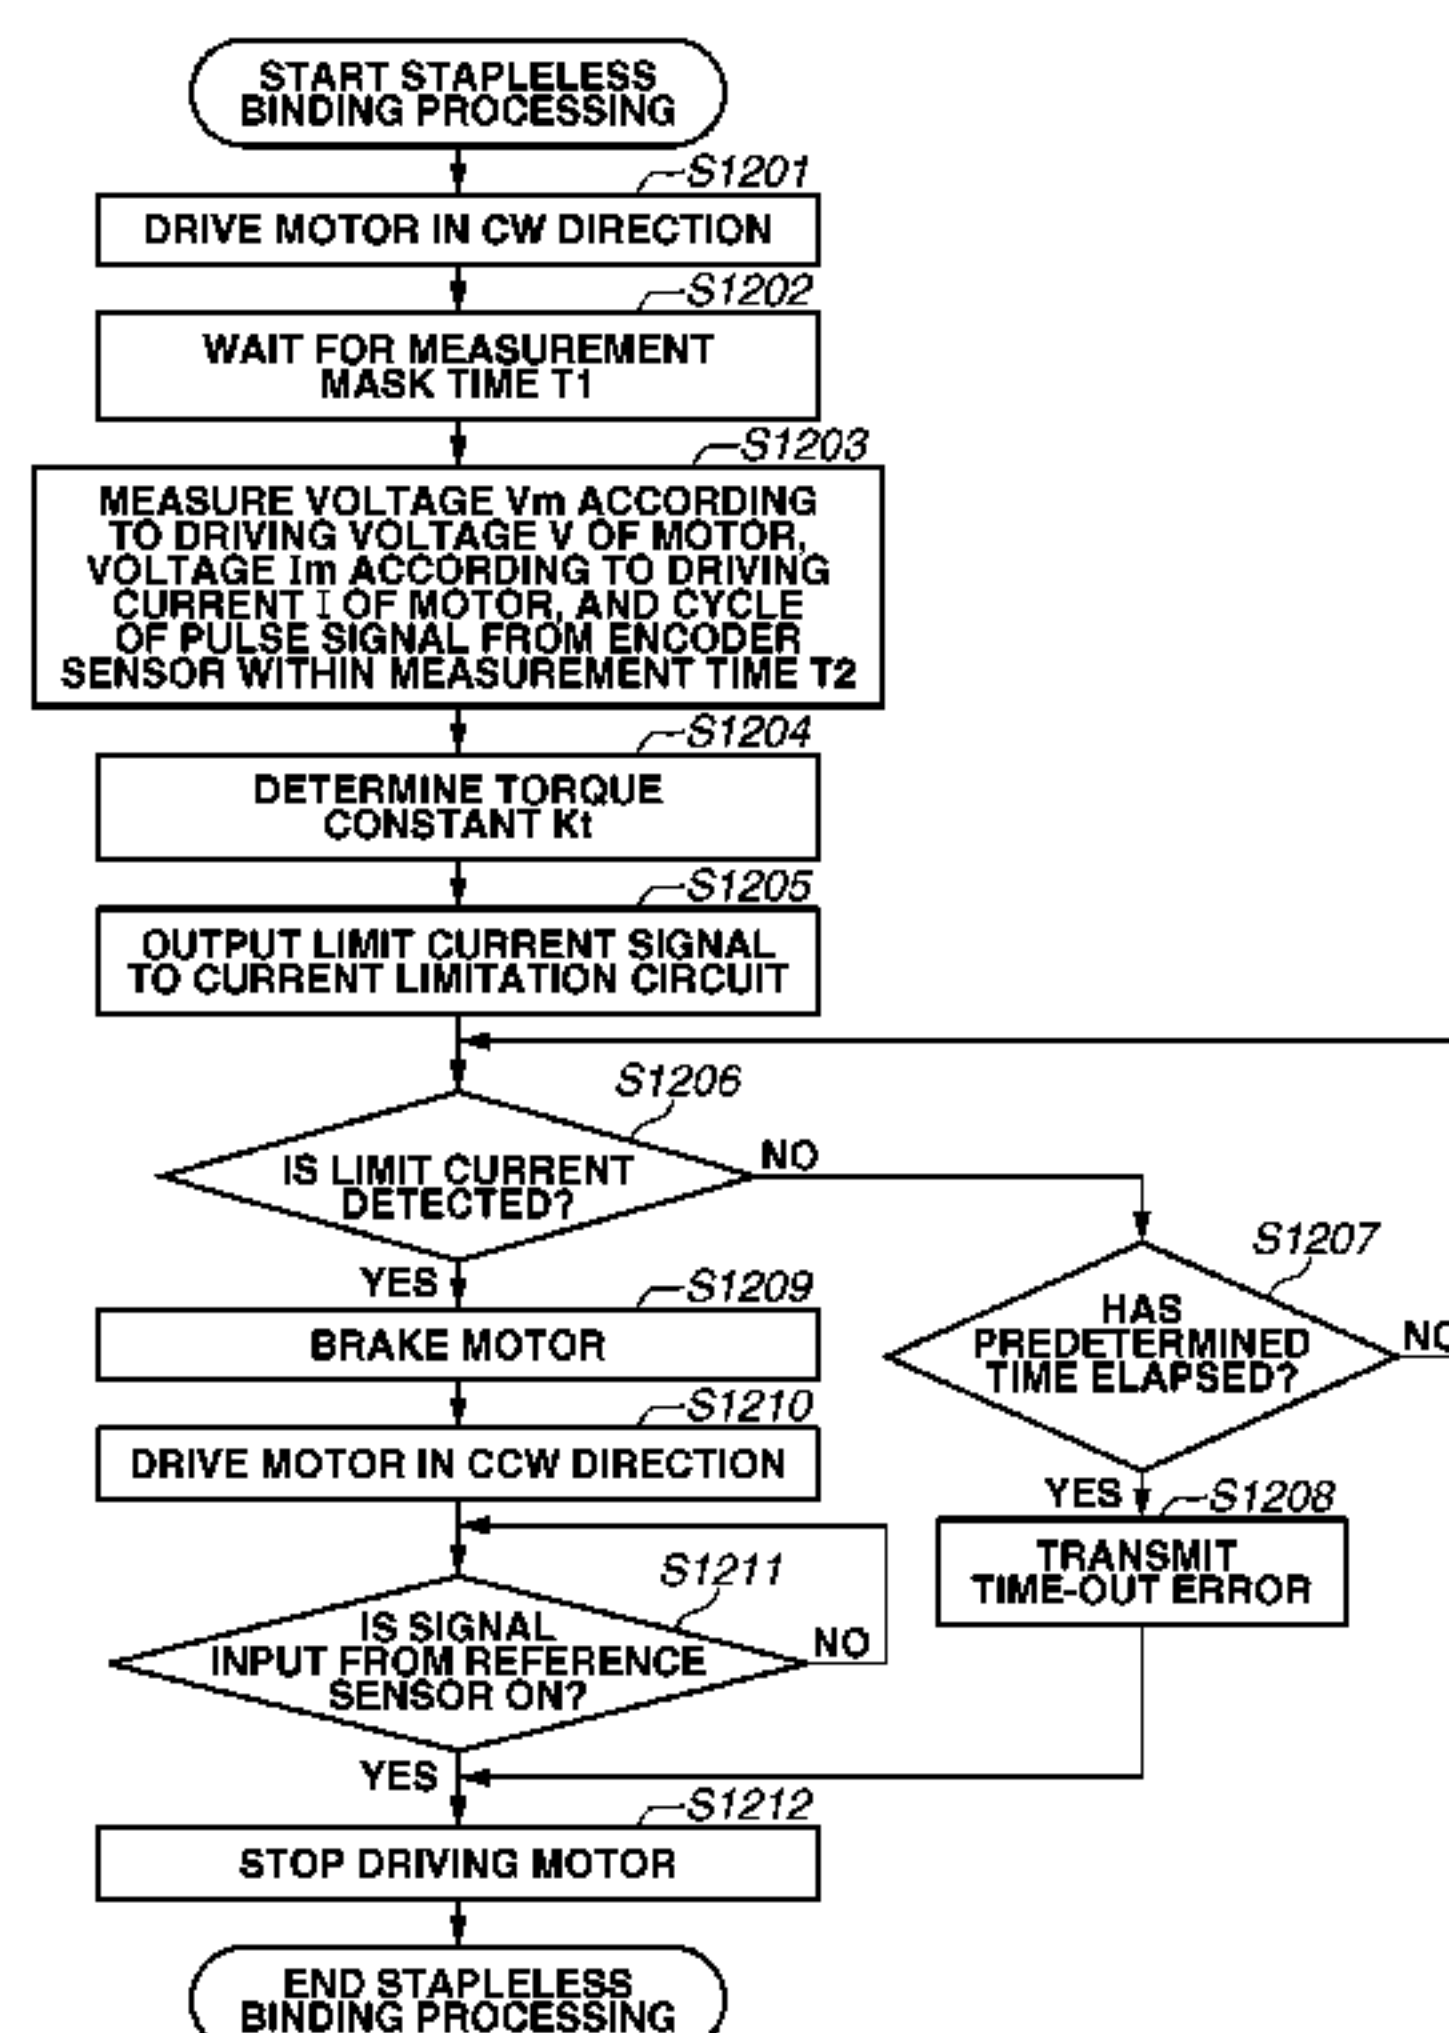 START STAPLELESS
BINDING PROCESSING
S1201
DRIVE MOTOR IN CW DIRECTION
S1202
WAIT FOR MEASUREMENT
MASK TIME T1
S1203
MEASURE VOLTAGE Vm ACCORDING
TO DRIVING VOLTAGE V OF MOTOR,
VOLTAGE Im ACCORDING TO DRIVING
CURRENT I OF MOTOR, AND CYCLE
OF PULSE SIGNAL FROM ENCODER
SENSOR WITHIN MEASUREMENT TIME T2
S1204
DETERMINE TORQUE
CONSTANT Kt
S1205
OUTPUT LIMIT CURRENT SIGNAL
TO CURRENT LIMITATION CIRCUIT
S1206
IS LIMIT CURRENT
DETECTED?
NO
YES
S1207
HAS
PREDETERMINED
TIME ELAPSED?
NO
YES
S1208
TRANSMIT
TIME-OUT ERROR
S1209
BRAKE MOTOR
S1210
DRIVE MOTOR IN CCW DIRECTION
S1211
IS SIGNAL
INPUT FROM REFERENCE
SENSOR ON?
NO
YES
S1212
STOP DRIVING MOTOR
END STAPLELESS
BINDING PROCESSING